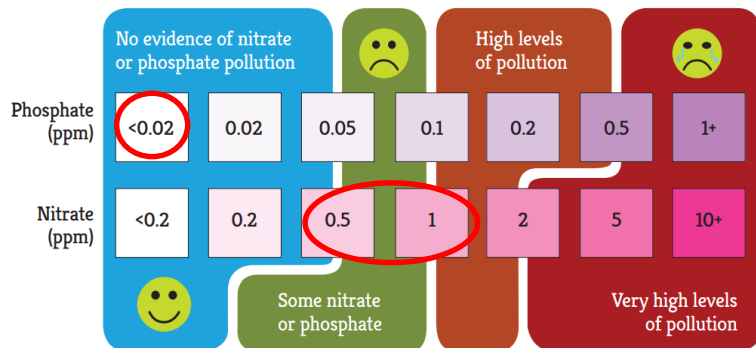 No evidence of nitrate
or phosphate pollution
High levels
of pollution
Phosphate
(ppm)
<0.02 0.02 0.05 0.1 0.2 0.5 1+
Nitrate
(ppm)
<0.2 0.2 0.5 1 2 5 10+
Some nitrate
or phosphate
Very high levels
of pollution